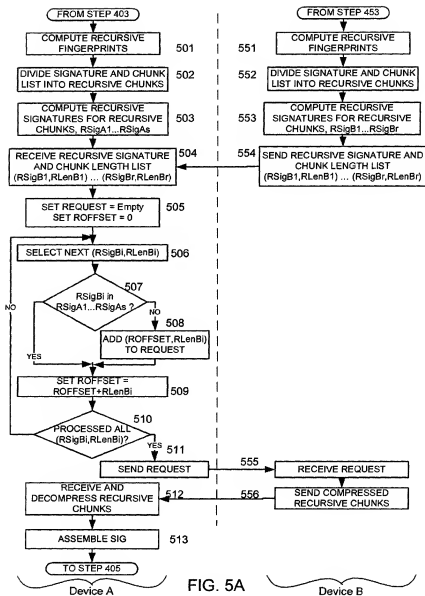 FROM STEP 403
FROM STEP 453
COMPUTE RECURSIVE
FINGERPRINTS
501
551
COMPUTE RECURSIVE
FINGERPRINTS
DIVIDE SIGNATURE AND CHUNK
LIST INTO RECURSIVE CHUNKS
502
552
DIVIDE SIGNATURE AND CHUNK
LIST INTO RECURSIVE CHUNKS
COMPUTE RECURSIVE
SIGNATURES FOR RECURSIVE
CHUNKS, RSigA1...RSigAs
503
553
COMPUTE RECURSIVE
SIGNATURES FOR RECURSIVE
CHUNKS, RSigB1...RSigBr
RECEIVE RECURSIVE SIGNATURE
AND CHUNK LENGTH LIST
(RSigB1,RLenB1) ... (RSigBr,RLenBr)
504
554
SEND RECURSIVE SIGNATURE AND
CHUNK LENGTH LIST
(RSigB1,RLenB1) ... (RSigBr,RLenBr)
SET REQUEST = Empty
SET ROFFSET = 0
505
SELECT NEXT (RSigBi,RLenBi)
506
NO
507
RSigBi in
RSigA1...RSigAs ?
NO
508
ADD (ROFFSET,RLenBi)
TO REQUEST
YES
SET ROFFSET =
ROFFSET+RLenBi
509
510
PROCESSED ALL
(RSigBi,RLenBi)?
YES
511
SEND REQUEST
555
RECEIVE REQUEST
RECEIVE AND
DECOMPRESS RECURSIVE
CHUNKS
512
556
SEND COMPRESSED
RECURSIVE CHUNKS
ASSEMBLE SIG
513
TO STEP 405
Device A
FIG. 5A
Device B